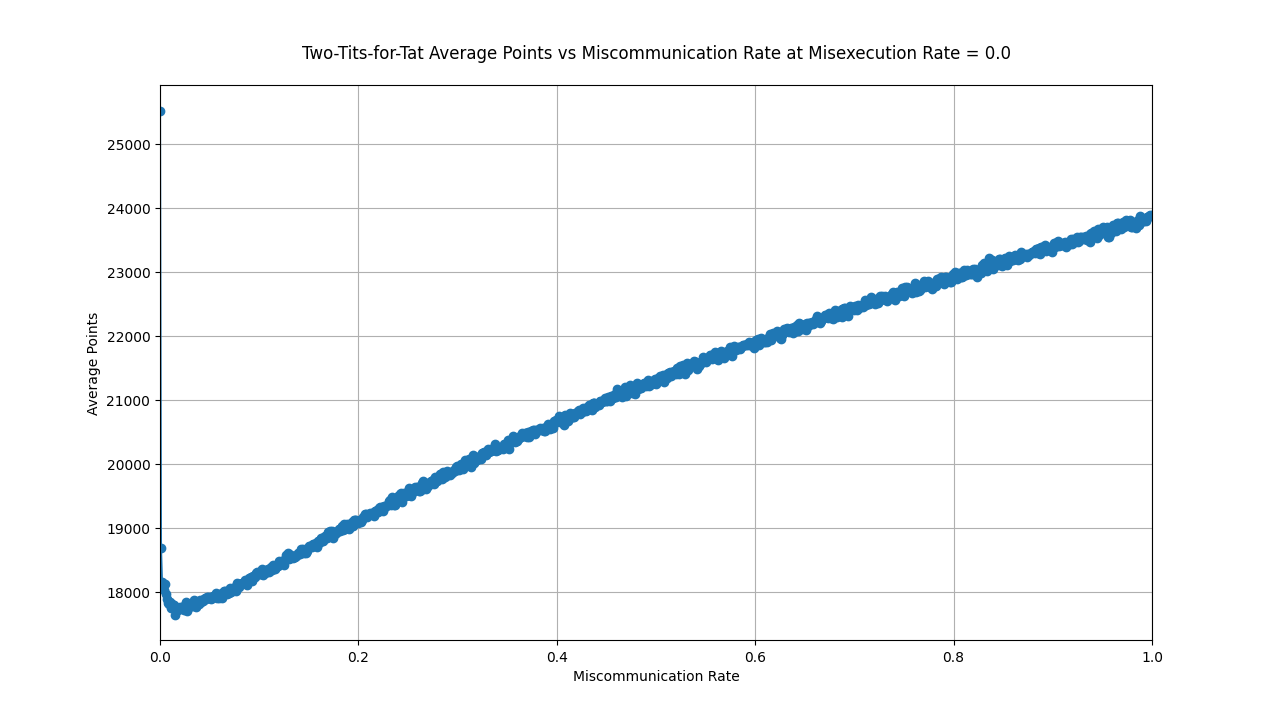 Two-Tits-for-Tat Average Points vs Miscommunication Rate at Misexecution Rate = 0.0
25000
24000
23000
22000
21000
20000
19000
18000
Average Points
0.0 0.2 0.4 0.6 0.8 1.0
Miscommunication Rate